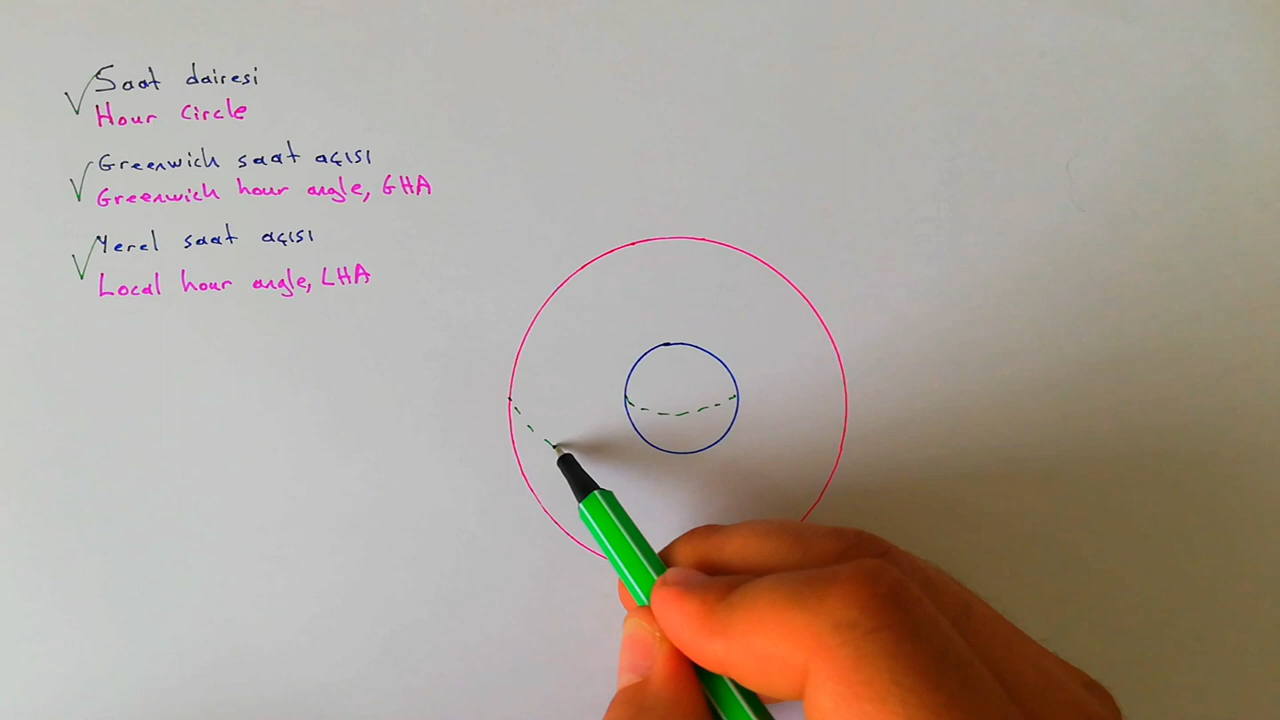 Saat dairesi
Hour Circle
Greenwich saat açısı
Greenwich hour angle, GHA
Yerel saat açısı
Local hour angle, LHA